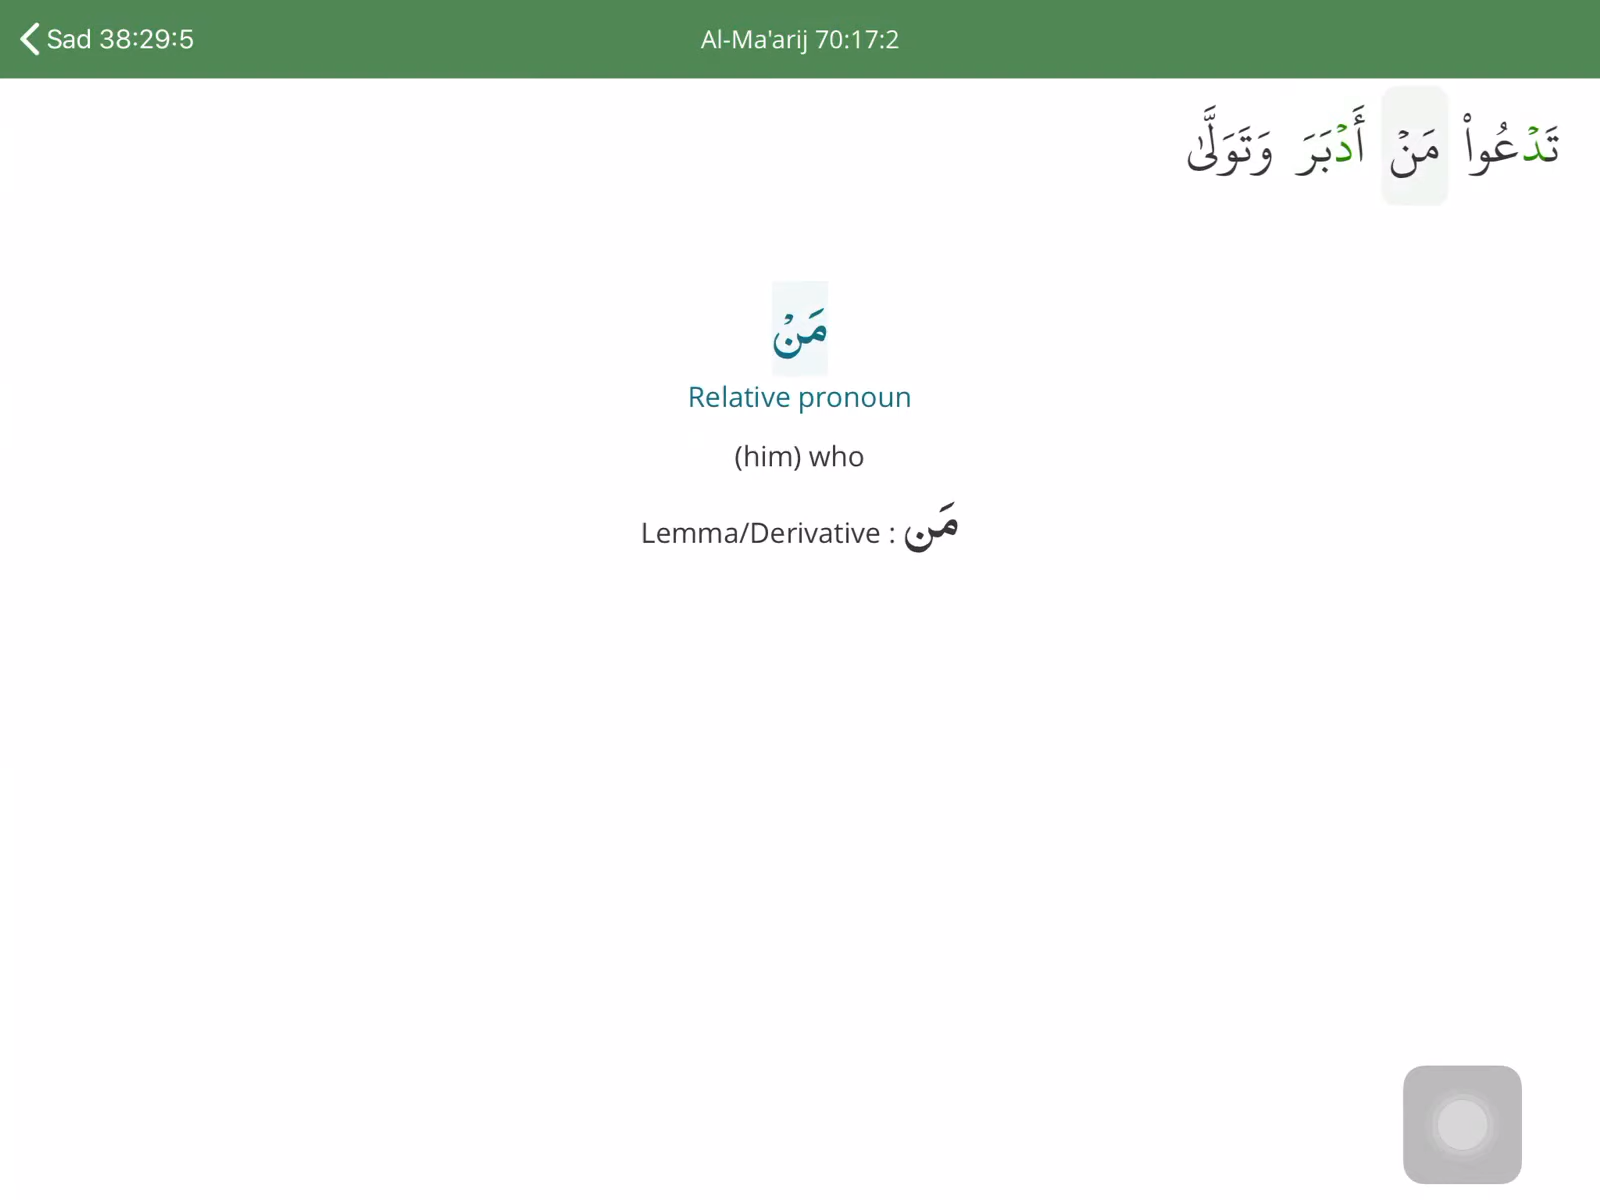 Sad 38:29:5
Al-Ma'arij 70:17:2
تَدۡعُواْ مَنۡ أَدۡبَرَ وَتَوَلَّىٰ
مَنۡ
Relative pronoun
(him) who
Lemma/Derivative : مَن